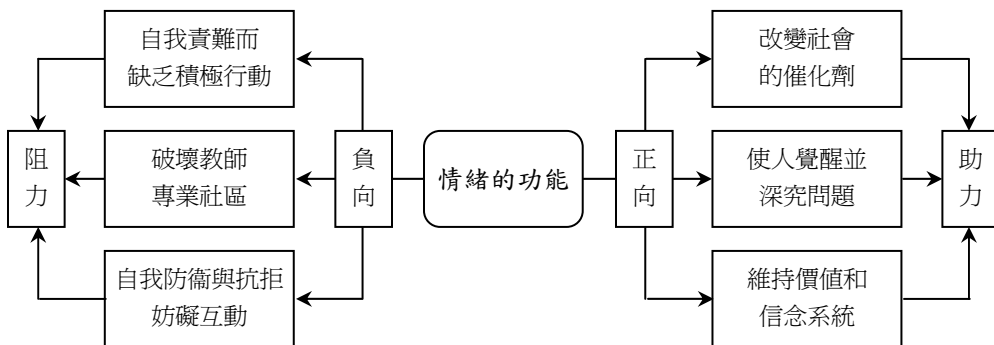 自我責難而
缺乏積極行動
破壞教師
專業社區
自我防衞與抗拒
妨礙互動
阻
力
負
向
情緒的功能
正
向
改變社會
的催化劑
使人覺醒並
深究問題
維持價值和
信念系統
助
力